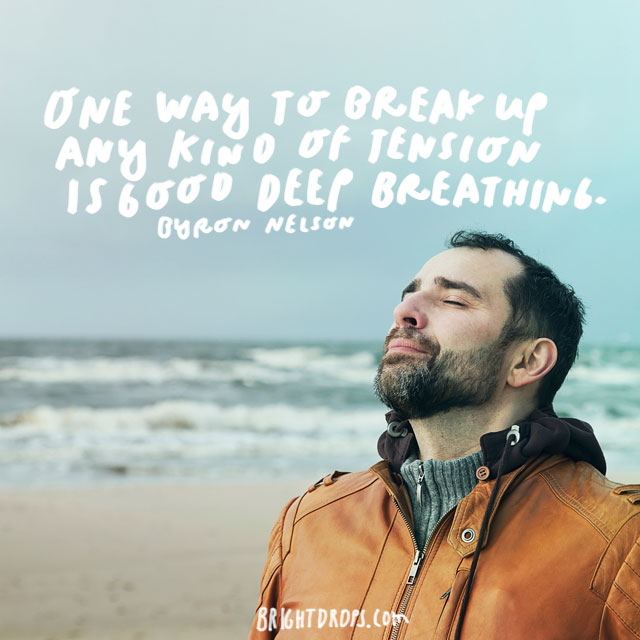 ONE WAY TO BREAK UP
ANY KIND OF TENSION
IS GOOD DEEP BREATHING.
BYRON NELSON
BRIGHTDROPS.com